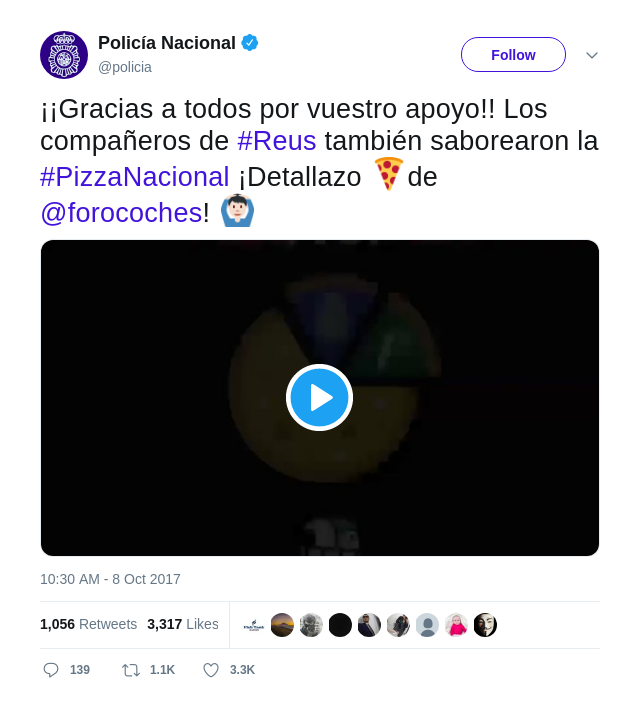 Policía Nacional
@policia
Follow
¡¡Gracias a todos por vuestro apoyo!! Los
compañeros de #Reus también saborearon la
#PizzaNacional ¡Detallazo 🍕de
@forocoches! 🙆🏻‍♂️
10:30 AM - 8 Oct 2017
1,056 Retweets 3,317 Likes
139 1.1K 3.3K